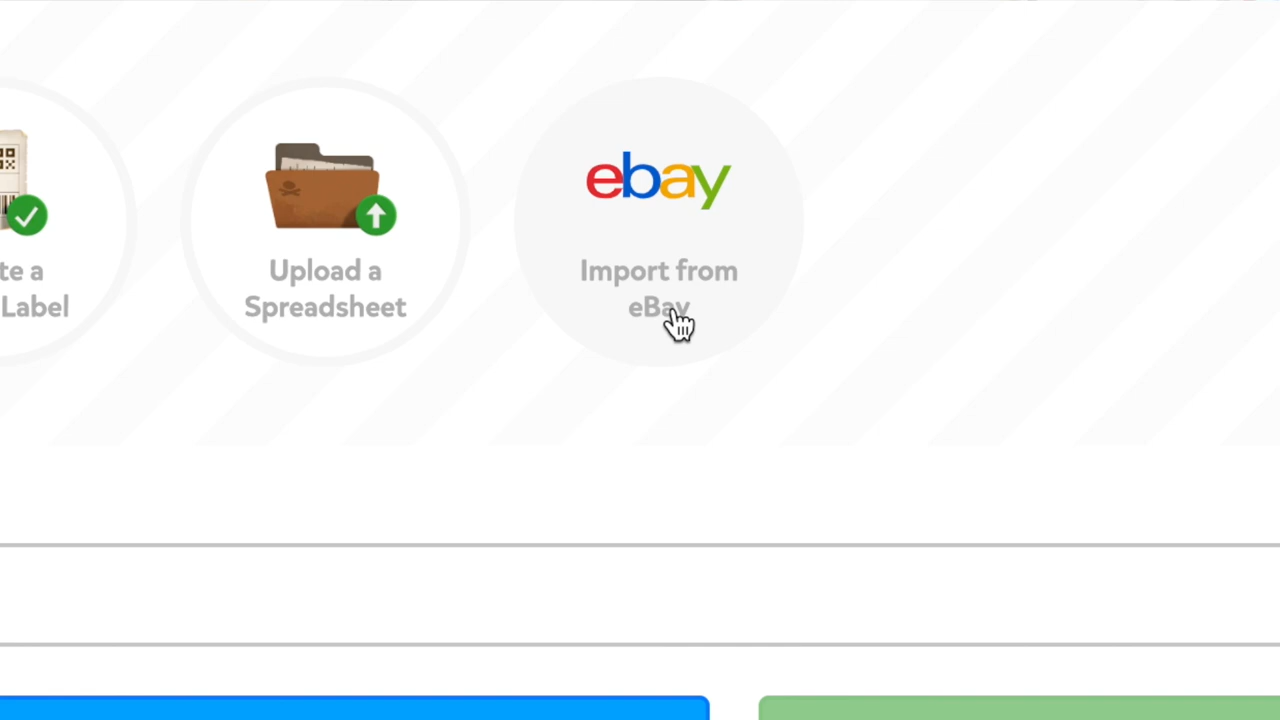 te a
Label
Upload a
Spreadsheet
ebay
Import from
eBay